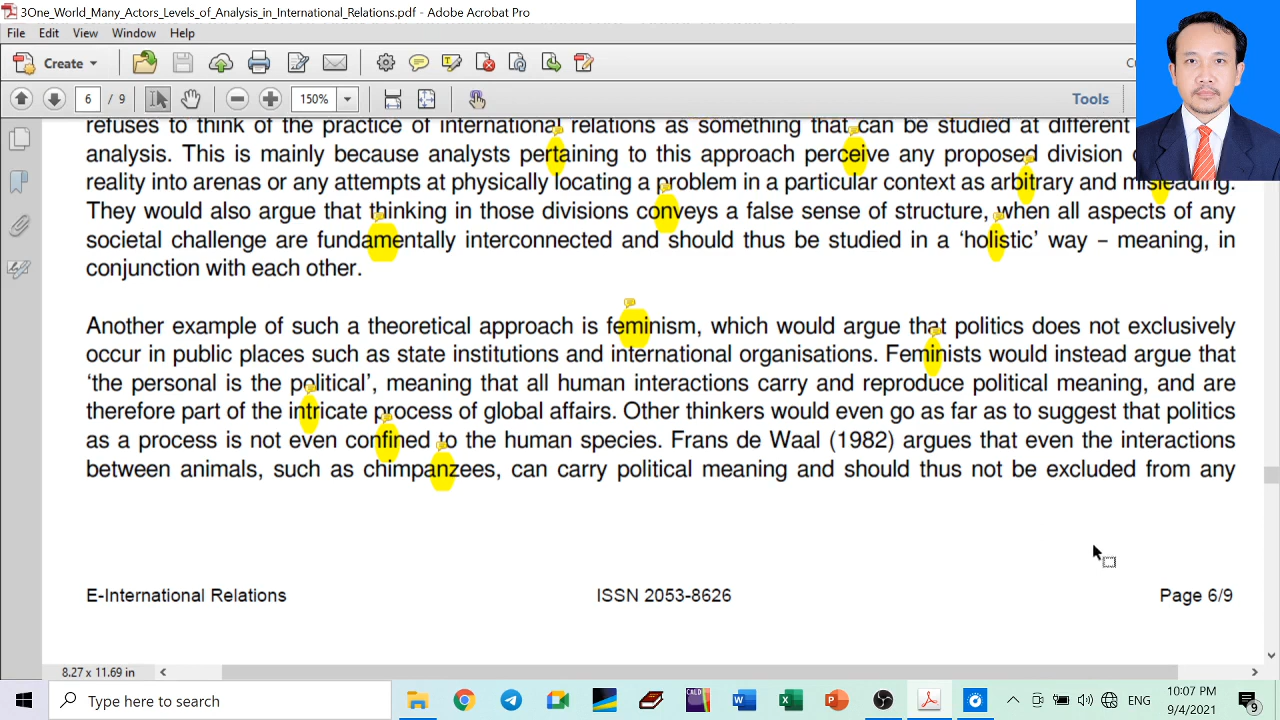 3One_World_Many_Actors_Levels_of_Analysis_in_International_Relations.pdf - Adobe Acrobat Pro
File Edit View Window Help
Create
6 / 9 150% Tools
refuses to think of the practice of international relations as something that can be studied at different
analysis. This is mainly because analysts pertaining to this approach perceive any proposed division
reality into arenas or any attempts at physically locating a problem in a particular context as arbitrary and misleading.
They would also argue that thinking in those divisions conveys a false sense of structure, when all aspects of any
societal challenge are fundamentally interconnected and should thus be studied in a ‘holistic’ way – meaning, in
conjunction with each other.
Another example of such a theoretical approach is feminism, which would argue that politics does not exclusively
occur in public places such as state institutions and international organisations. Feminists would instead argue that
‘the personal is the political’, meaning that all human interactions carry and reproduce political meaning, and are
therefore part of the intricate process of global affairs. Other thinkers would even go as far as to suggest that politics
as a process is not even confined to the human species. Frans de Waal (1982) argues that even the interactions
between animals, such as chimpanzees, can carry political meaning and should thus not be excluded from any
E-International Relations ISSN 2053-8626 Page 6/9
8.27 x 11.69 in
Type here to search CALD ENG 10:07 PM
9/4/2021 9